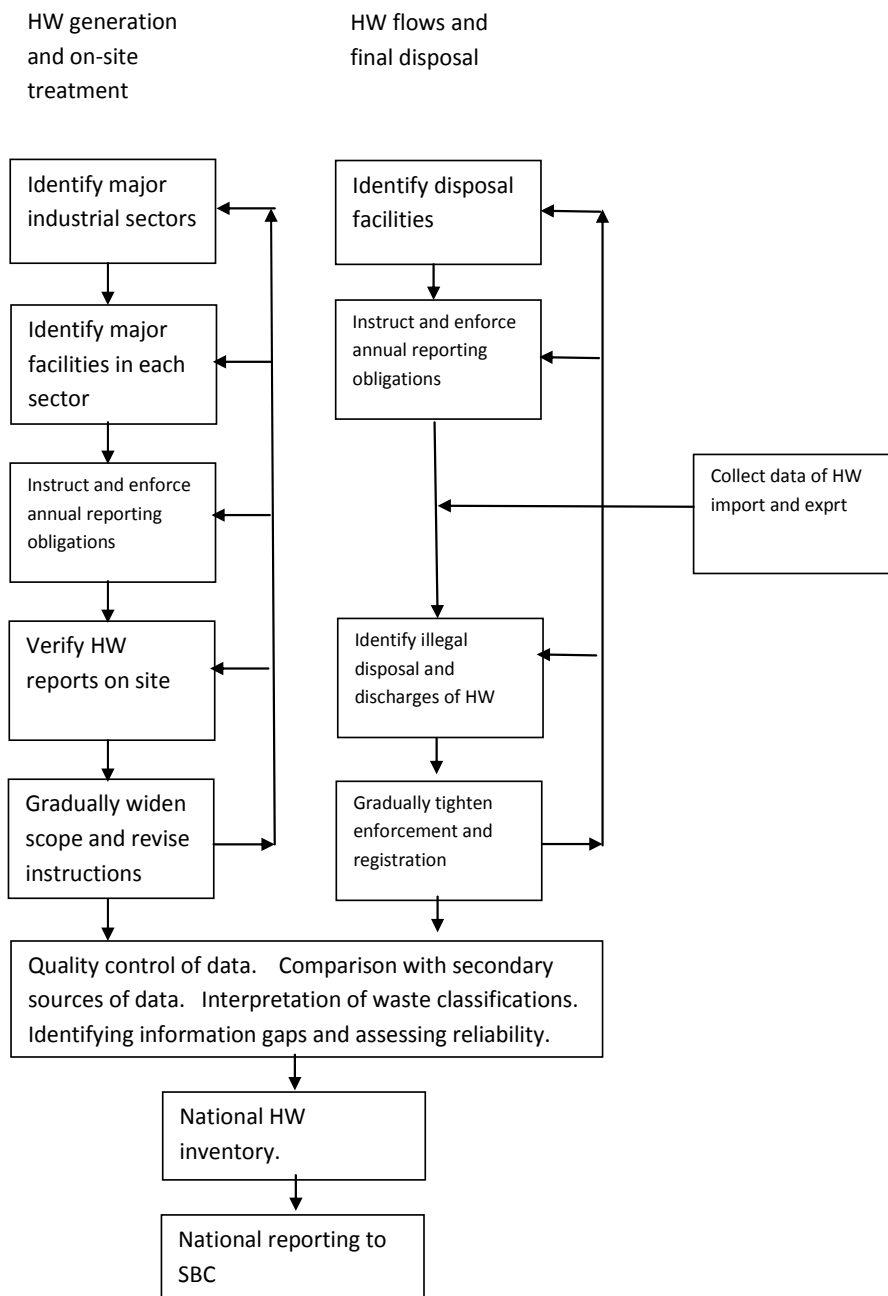 HW generation
and on-site
treatment
HW flows and
final disposal
Identify major
industrial sectors
Identify major
facilities in each
sector
Instruct and enforce
annual reporting
obligations
Verify HW
reports on site
Gradually widen
scope and revise
instructions
Identify disposal
facilities
Instruct and enforce
annual reporting
obligations
Collect data of HW
import and exprt
Identify illegal
disposal and
discharges of HW
Gradually tighten
enforcement and
registration
Quality control of data. Comparison with secondary
sources of data. Interpretation of waste classifications.
Identifying information gaps and assessing reliability.
National HW
inventory.
National reporting to
SBC